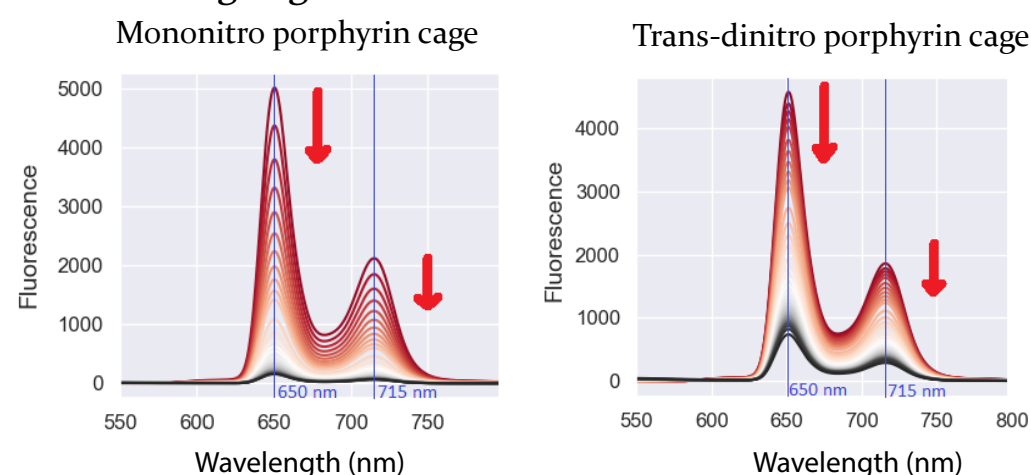 Mononitro porphyrin cage
Trans-dinitro porphyrin cage
Fluorescence
5000
4000
3000
2000
1000
0
650 nm
715 nm
550
600
650
700
750
Wavelength (nm)
Fluorescence
4000
3000
2000
1000
0
650 nm
715 nm
550
600
650
700
750
800
Wavelength (nm)